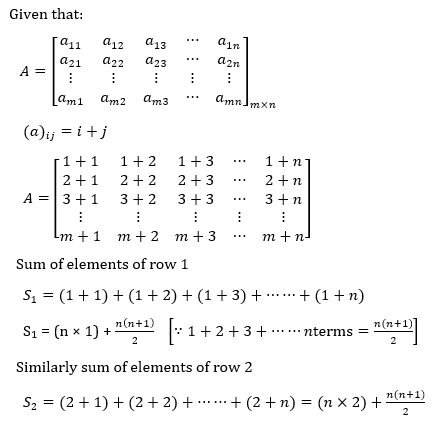 Given that:
A = [a₁₁ a₁₂ a₁₃ ⋯ a₁ₙ
a₂₁ a₂₂ a₂₃ ⋯ a₂ₙ
⋮ ⋮ ⋮ ⋮ ⋮
aₘ₁ aₘ₂ aₘ₃ ⋯ aₘₙ]ₘ×ₙ
(a)ᵢⱼ = i + j
A = [1 + 1 1 + 2 1 + 3 ⋯ 1 + n
2 + 1 2 + 2 2 + 3 ⋯ 2 + n
3 + 1 3 + 2 3 + 3 ⋯ 3 + n
⋮ ⋮ ⋮ ⋮ ⋮
m + 1 m + 2 m + 3 ⋯ m + n]
Sum of elements of row 1
S₁ = (1 + 1) + (1 + 2) + (1 + 3) + ⋯⋯ + (1 + n)
S₁ = (n × 1) + n(n+1)/2 [∵ 1 + 2 + 3 + ⋯⋯ nterms = n(n+1)/2]
Similarly sum of elements of row 2
S₂ = (2 + 1) + (2 + 2) + ⋯⋯ + (2 + n) = (n × 2) + n(n+1)/2